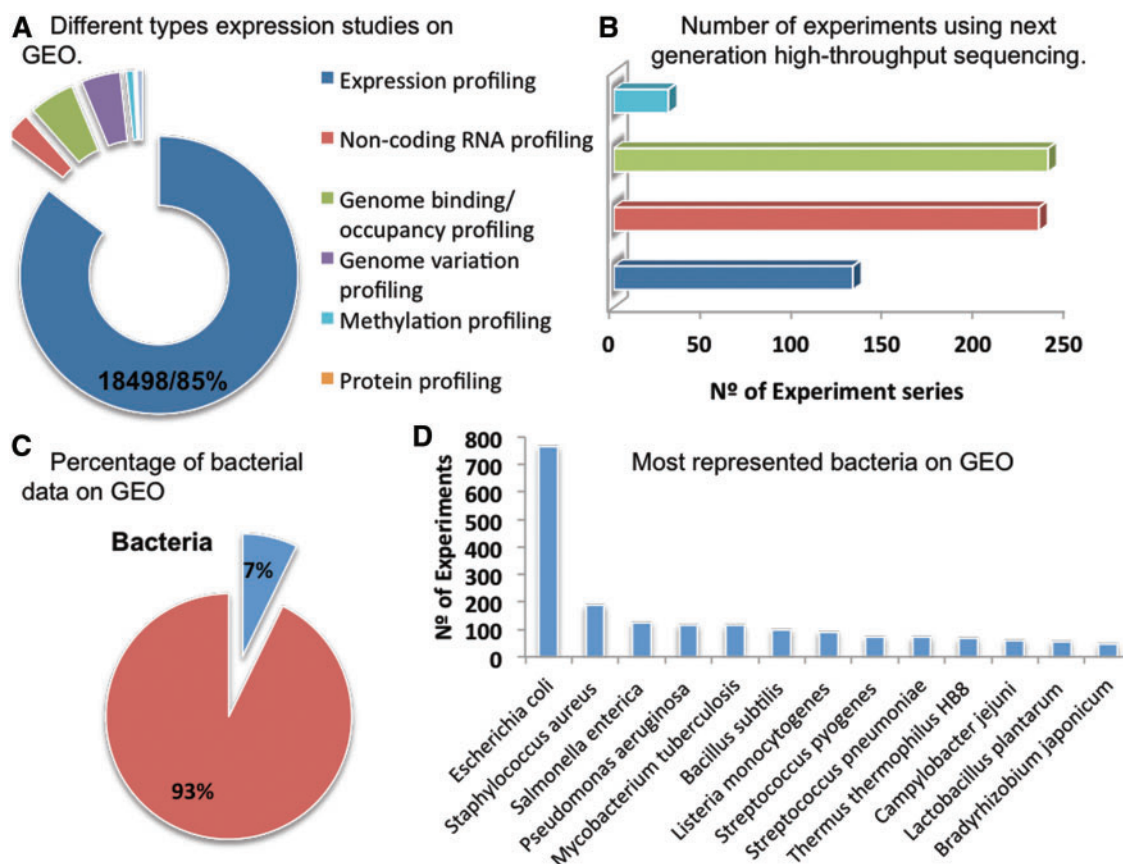 A Different types expression studies on
GEO.
Expression profiling
Non-coding RNA profiling
Genome binding/
occupancy profiling
Genome variation
profiling
Methylation profiling
Protein profiling
18498/85%
B Number of experiments using next
generation high-throughput sequencing.
0 50 100 150 200 250
Nº of Experiment series
C Percentage of bacterial
data on GEO
Bacteria
7%
93%
D Most represented bacteria on GEO
Nº of Experiments
800
700
600
500
400
300
200
100
0
Escherichia coli
Staphylococcus aureus
Salmonella enterica
Pseudomonas aeruginosa
Mycobacterium tuberculosis
Bacillus subtilis
Listeria monocytogenes
Streptococcus pyogenes
Streptococcus pneumoniae
Thermus thermophilus HB8
Campylobacter jejuni
Lactobacillus plantarum
Bradyrhizobium japonicum